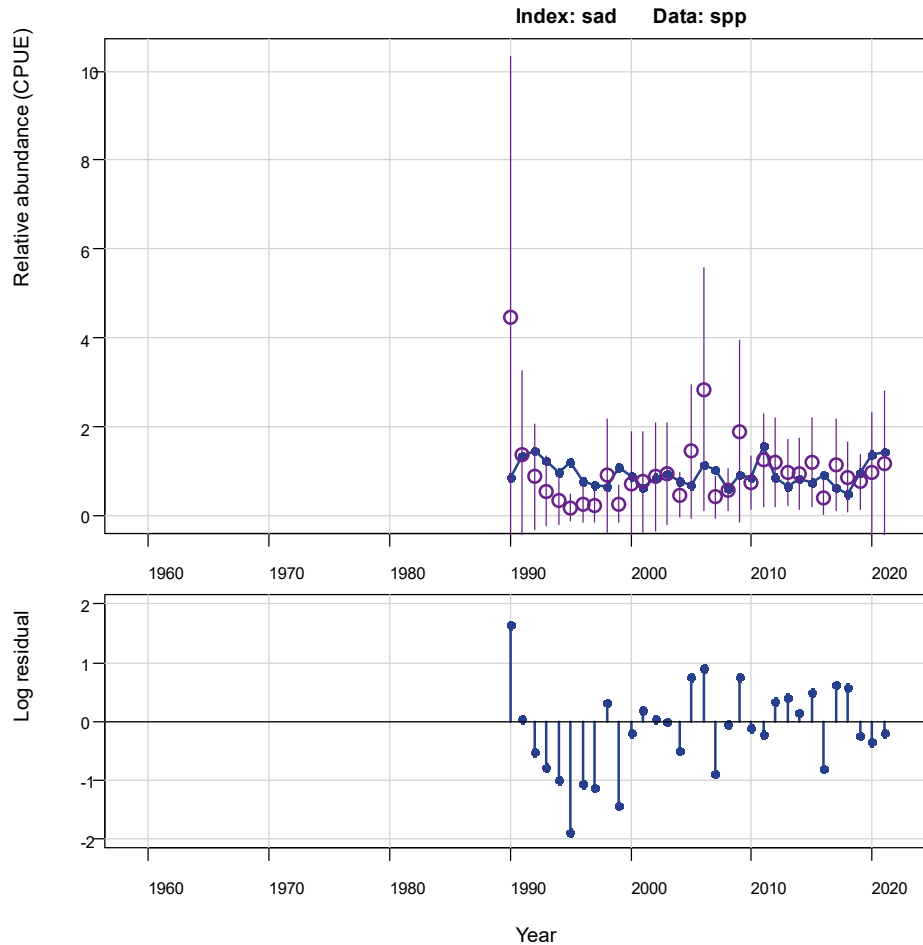 Index: sad Data: spp
Relative abundance (CPUE)
10
8
6
4
2
0
1960 1970 1980 1990 2000 2010 2020
Log residual
2
1
0
-1
-2
1960 1970 1980 1990 2000 2010 2020
Year